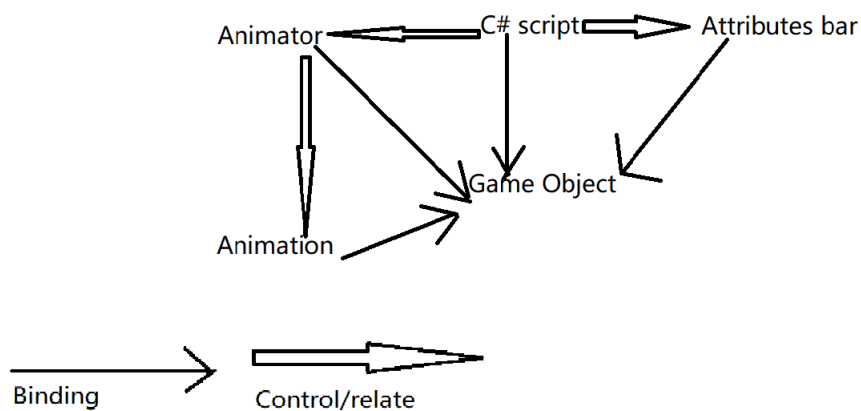 Animator
C# script
Attributes bar
Game Object
Animation
Binding
Control/relate